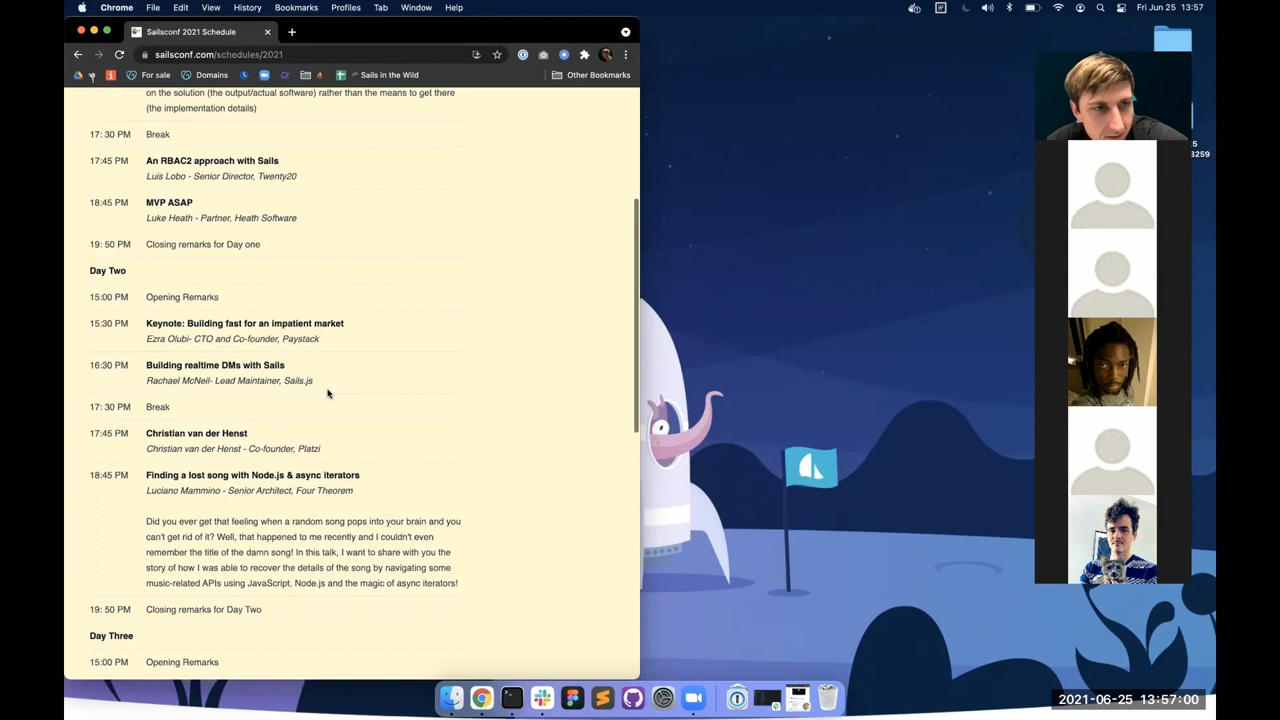 Chrome File Edit View History Bookmarks Profiles Tab Window Help Fri Jun 25 13:57
Sailsconf 2021 Schedule
sailsconf.com/schedules/2021
For sale Domains Sails in the Wild Other Bookmarks
on the solution (the output/actual software) rather than the means to get there
(the implementation details)
17: 30 PM Break
17:45 PM An RBAC2 approach with Sails
Luis Lobo - Senior Director, Twenty20
18:45 PM MVP ASAP
Luke Heath - Partner, Heath Software
19: 50 PM Closing remarks for Day one
Day Two
15:00 PM Opening Remarks
15:30 PM Keynote: Building fast for an impatient market
Ezra Olubi- CTO and Co-founder, Paystack
16:30 PM Building realtime DMs with Sails
Rachael McNeil- Lead Maintainer, Sails.js
17: 30 PM Break
17:45 PM Christian van der Henst
Christian van der Henst - Co-founder, Platzi
18:45 PM Finding a lost song with Node.js & async iterators
Luciano Mammino - Senior Architect, Four Theorem
Did you ever get that feeling when a random song pops into your brain and you
can't get rid of it? Well, that happened to me recently and I couldn't even
remember the title of the damn song! In this talk, I want to share with you the
story of how I was able to recover the details of the song by navigating some
music-related APIs using JavaScript, Node.js and the magic of async iterators!
19: 50 PM Closing remarks for Day Two
Day Three
15:00 PM Opening Remarks
5
3259
2021-06-25 13:57:00